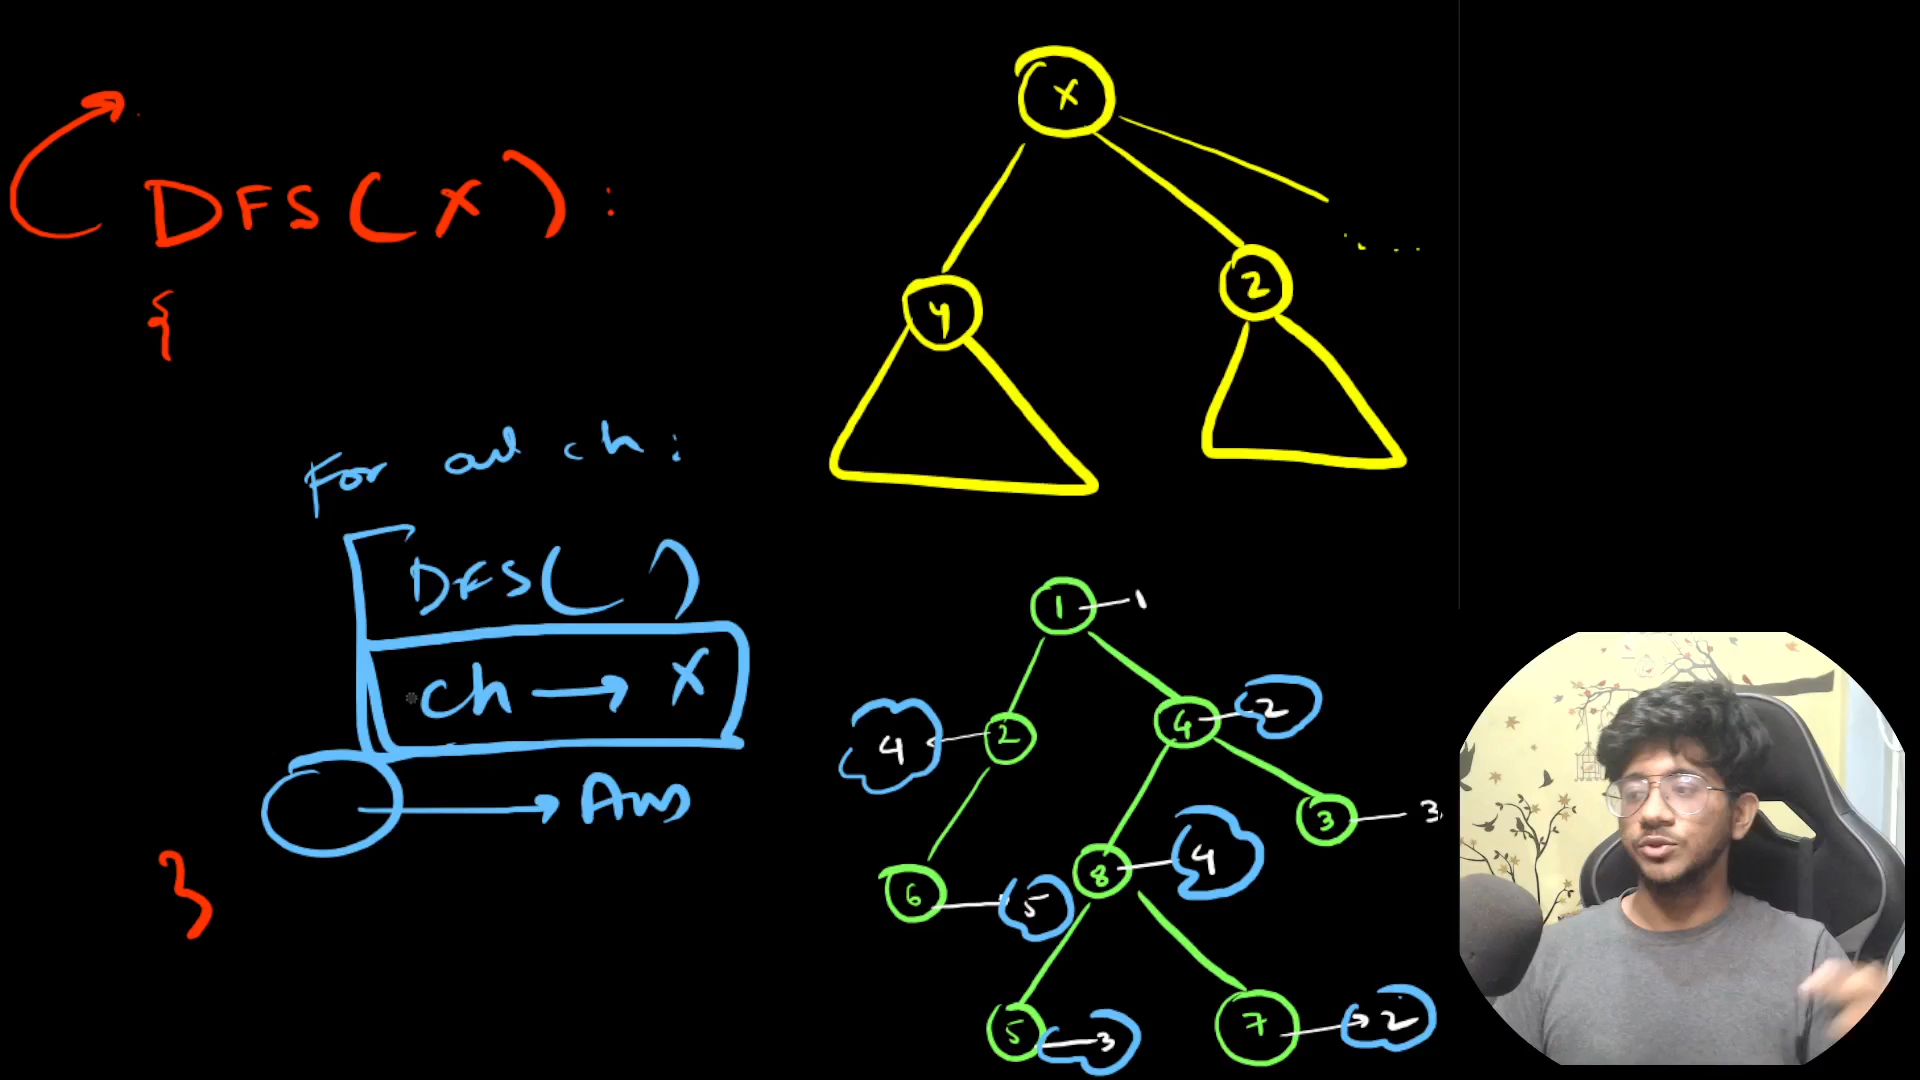 DFS(x):
{
For all ch:
DFS( )
ch → x
→ Ans
}
x
y
2
....
1 1
4 2
4 2
3 3
8 4
6 5
5 3
7 2